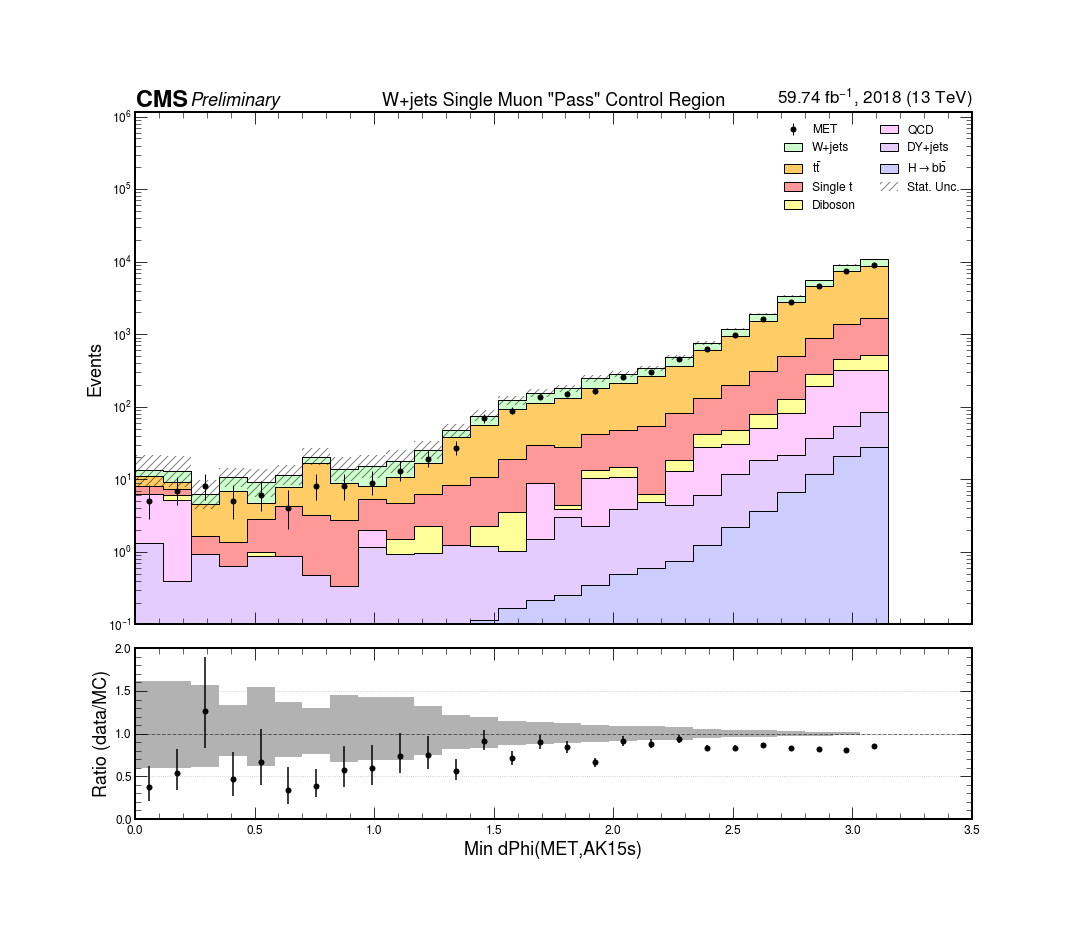 CMS Preliminary W+jets Single Muon "Pass" Control Region 59.74 fb⁻¹, 2018 (13 TeV)
MET
W+jets
tt̄
Single t
Diboson
QCD
DY+jets
H→bb̄
Stat. Unc.
10⁶
10⁵
10⁴
10³
10²
10¹
10⁰
10⁻¹
Events
2.0
1.5
1.0
0.5
0.0
Ratio (data/MC)
0.0 0.5 1.0 1.5 2.0 2.5 3.0 3.5
Min dPhi(MET,AK15s)